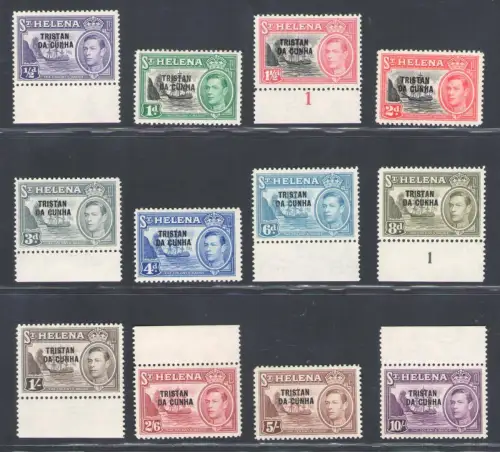 ST HELENA
TRISTAN
DA CUNHA
½d
ST HELENA
TRISTAN
DA CUNHA
1d
ST HELENA
TRISTAN
DA CUNHA
1½d
1
ST HELENA
TRISTAN
DA CUNHA
2d
ST HELENA
TRISTAN
DA CUNHA
3d
ST HELENA
TRISTAN
DA CUNHA
4d
ST HELENA
TRISTAN
DA CUNHA
6d
ST HELENA
TRISTAN
DA CUNHA
8d
1
ST HELENA
TRISTAN
DA CUNHA
1/-
ST HELENA
TRISTAN
DA CUNHA
2/6
ST HELENA
TRISTAN
DA CUNHA
5/-
ST HELENA
TRISTAN
DA CUNHA
10/-